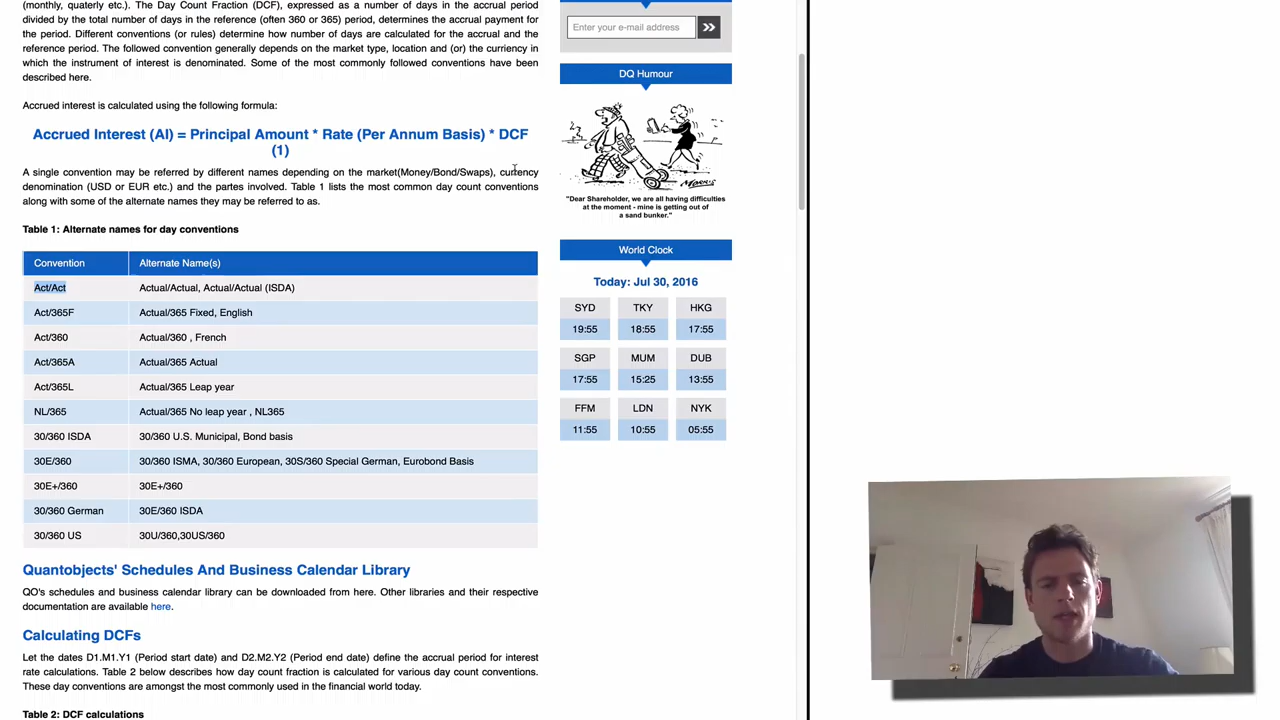 (monthly, quaterly etc.). The Day Count Fraction (DCF), expressed as a number of days in the accrual period
divided by the total number of days in the reference (often 360 or 365) period, determines the accrual payment for
the period. Different conventions (or rules) determine how number of days are calculated for the accrual and the
reference period. The followed convention generally depends on the market type, location and (or) the currency in
which the instrument of interest is denominated. Some of the most commonly followed conventions have been
described here.
Accrued interest is calculated using the following formula:
Accrued Interest (AI) = Principal Amount * Rate (Per Annum Basis) * DCF
(1)
A single convention may be referred by different names depending on the market(Money/Bond/Swaps), currency
denomination (USD or EUR etc.) and the partes involved. Table 1 lists the most common day count conventions
along with some of the alternate names they may be referred to as.
Table 1: Alternate names for day conventions
Convention Alternate Name(s)
Act/Act Actual/Actual, Actual/Actual (ISDA)
Act/365F Actual/365 Fixed, English
Act/360 Actual/360 , French
Act/365A Actual/365 Actual
Act/365L Actual/365 Leap year
NL/365 Actual/365 No leap year , NL365
30/360 ISDA 30/360 U.S. Municipal, Bond basis
30E/360 30/360 ISMA, 30/360 European, 30S/360 Special German, Eurobond Basis
30E+/360 30E+/360
30/360 German 30E/360 ISDA
30/360 US 30U/360,30US/360
Quantobjects' Schedules And Business Calendar Library
QO's schedules and business calendar library can be downloaded from here. Other libraries and their respective
documentation are available here.
Calculating DCFs
Let the dates D1.M1.Y1 (Period start date) and D2.M2.Y2 (Period end date) define the accrual period for interest
rate calculations. Table 2 below describes how day count fraction is calculated for various day count conventions.
These day conventions are amongst the most commonly used in the financial world today.
Table 2: DCF calculations
Enter your e-mail address
DQ Humour
"Dear Shareholder, we are all having difficulties
at the moment - mine is getting out of
a sand bunker."
World Clock
Today: Jul 30, 2016
SYD TKY HKG
19:55 18:55 17:55
SGP MUM DUB
17:55 15:25 13:55
FFM LDN NYK
11:55 10:55 05:55